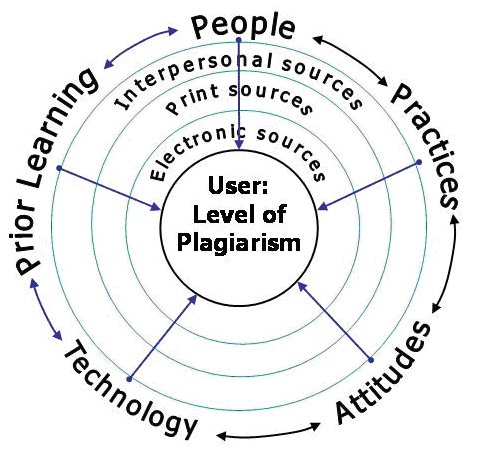 People
Interpersonal sources
Print sources
Electronic sources
Prior Learning
Practices
User:
Level of
Plagiarism
Technology
Attitudes